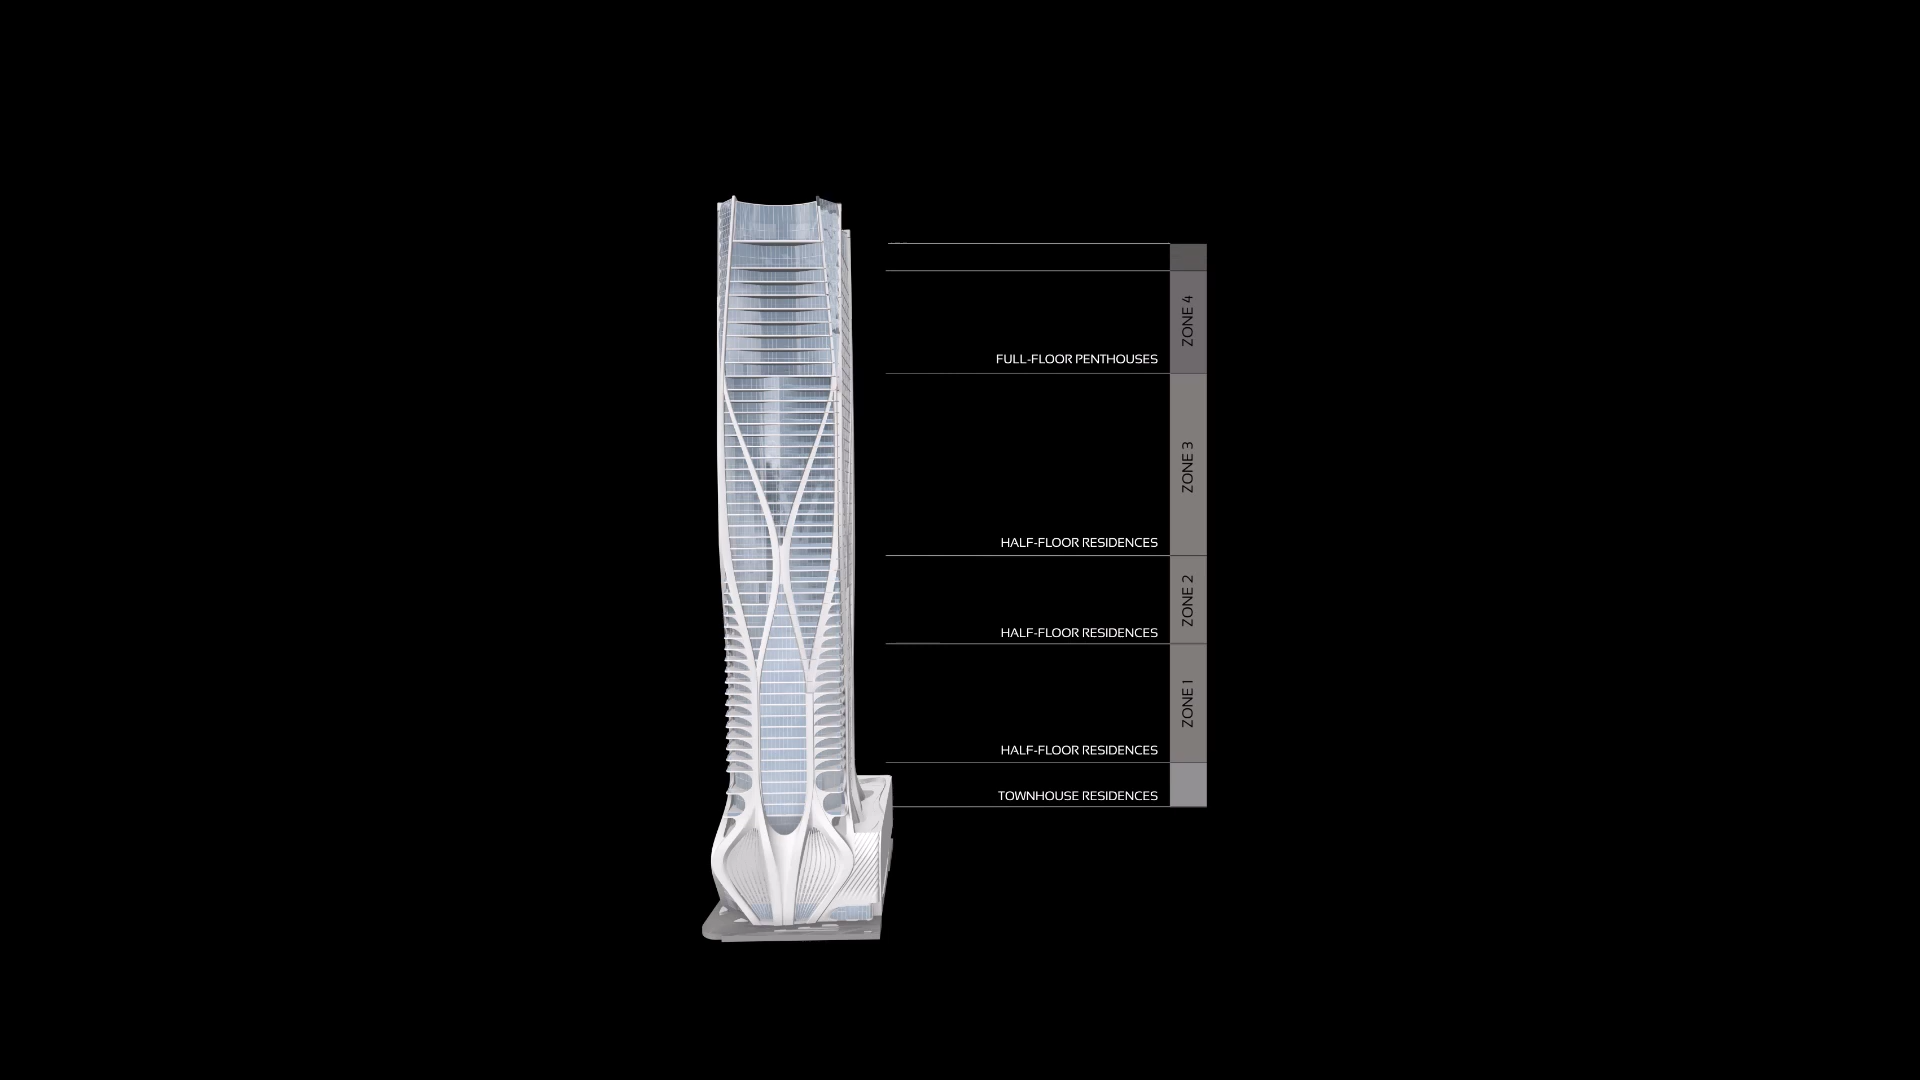 ZONE 4
FULL-FLOOR PENTHOUSES
ZONE 3
HALF-FLOOR RESIDENCES
ZONE 2
HALF-FLOOR RESIDENCES
ZONE 1
HALF-FLOOR RESIDENCES
TOWNHOUSE RESIDENCES